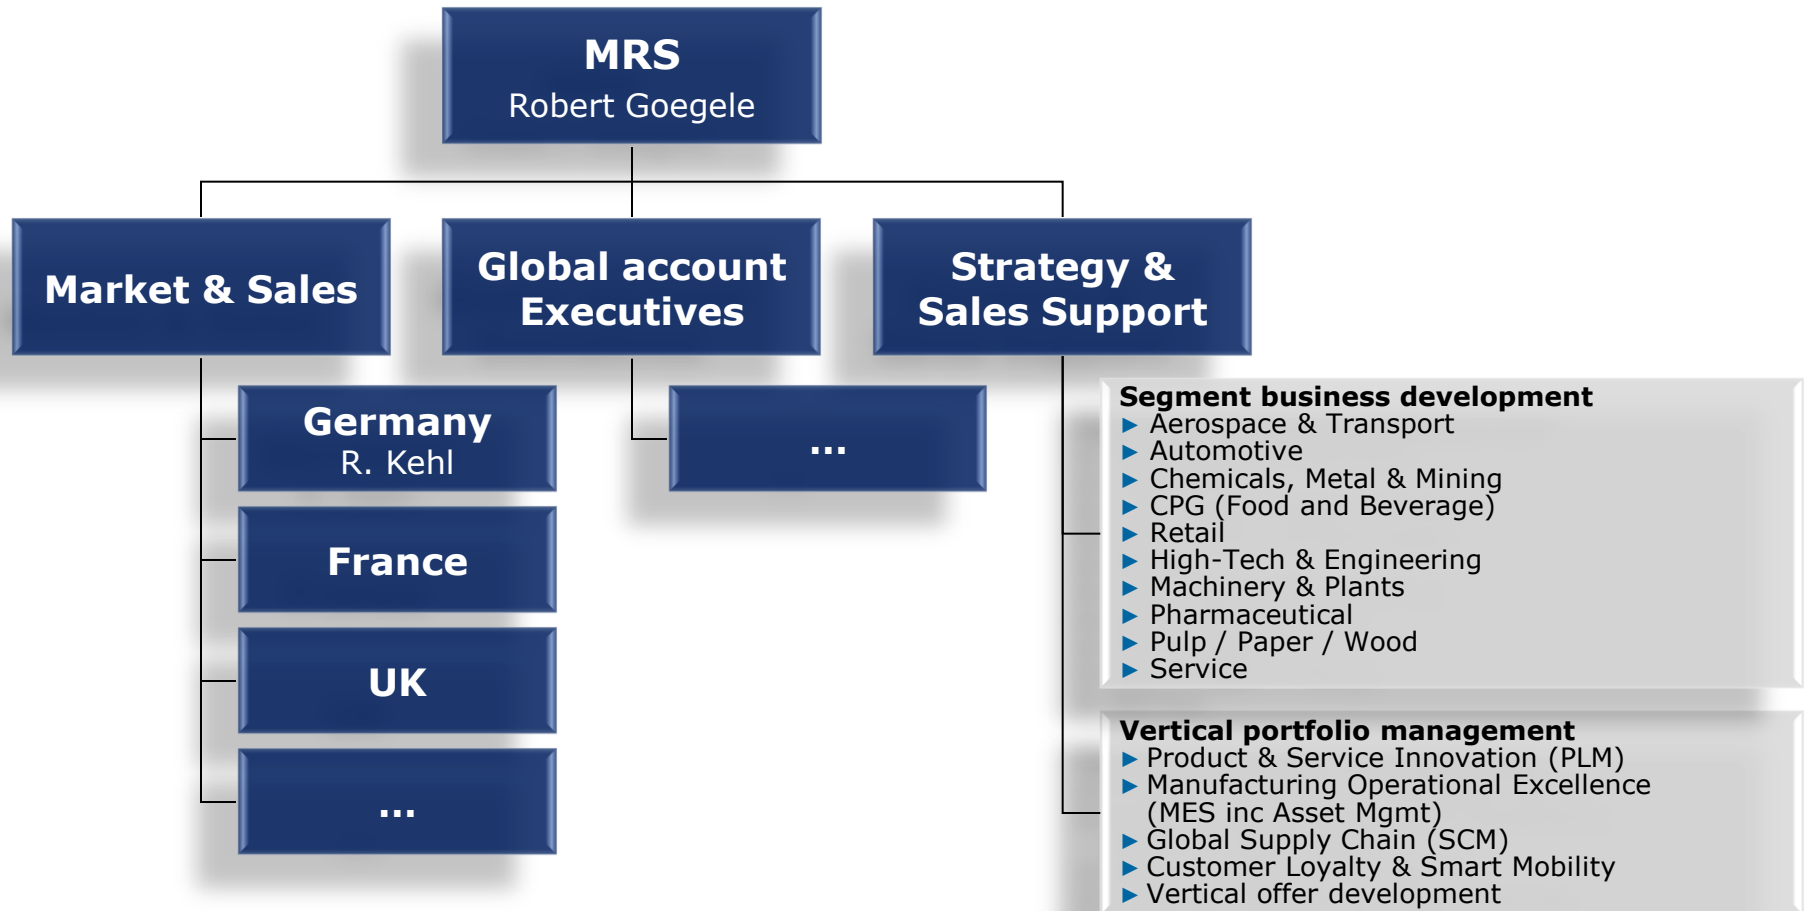 MRS
Robert Goegele
Market & Sales
Global account
Executives
Strategy &
Sales Support
Germany
R. Kehl
France
UK
...
...
Segment business development
► Aerospace & Transport
► Automotive
► Chemicals, Metal & Mining
► CPG (Food and Beverage)
► Retail
► High-Tech & Engineering
► Machinery & Plants
► Pharmaceutical
► Pulp / Paper / Wood
► Service
Vertical portfolio management
► Product & Service Innovation (PLM)
► Manufacturing Operational Excellence
(MES inc Asset Mgmt)
► Global Supply Chain (SCM)
► Customer Loyalty & Smart Mobility
► Vertical offer development